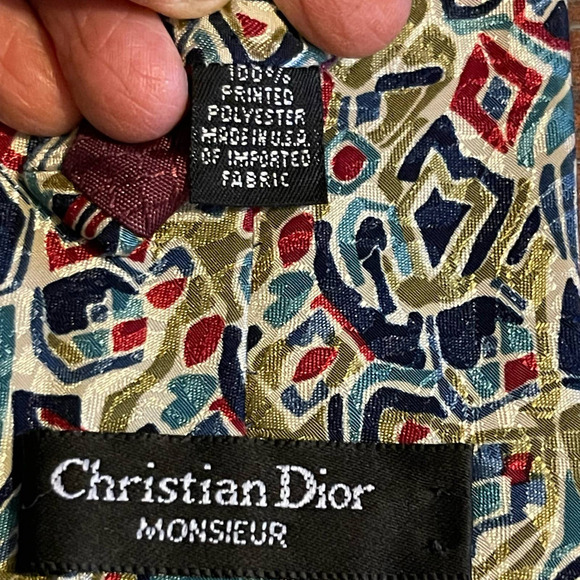 100%
PRINTED
POLYESTER
MADE IN U.S.A.
OF IMPORTED
FABRIC
Christian Dior
MONSIEUR